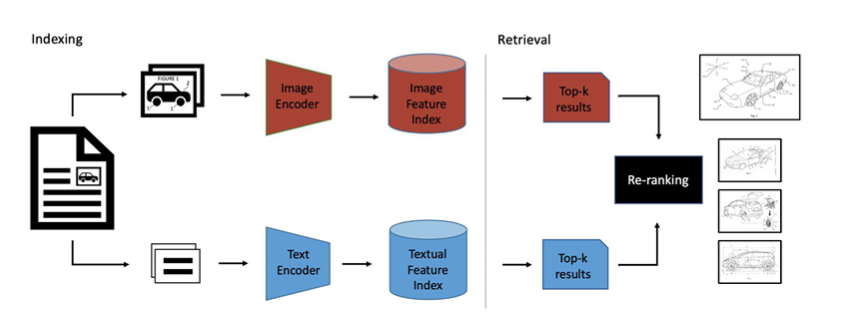 Indexing
Retrieval
FIGURE 1
Image
Encoder
Image
Feature
Index
Top-k
results
Re-ranking
Text
Encoder
Textual
Feature
Index
Top-k
results